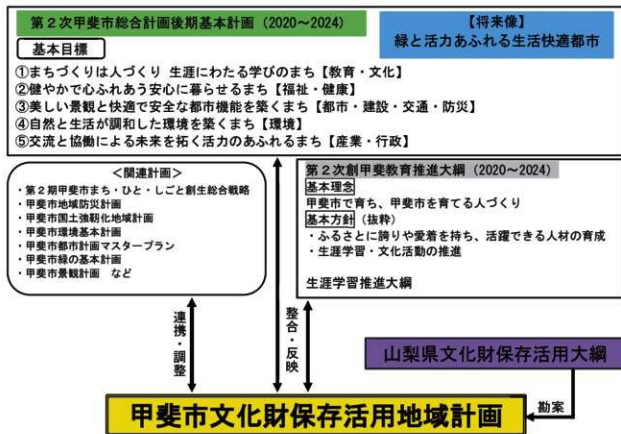 第２次甲斐市総合計画後期基本計画（2020～2024）
【将来像】
緑と活力あふれる生活快適都市
基本目標
①まちづくりは人づくり 生涯にわたる学びのまち【教育・文化】
②健やかで心ふれあう安心に暮らせるまち【福祉・健康】
③美しい景観と快適で安全な都市機能を築くまち【都市・建設・交通・防災】
④自然と生活が調和した環境を築くまち【環境】
⑤交流と協働による未来を拓く活力のあふれるまち【産業・行政】
＜関連計画＞
・第２期甲斐市まち・ひと・しごと創生総合戦略
・甲斐市地域防災計画
・甲斐市国土強靭化地域計画
・甲斐市環境基本計画
・甲斐市都市計画マスタープラン
・甲斐市緑の基本計画
・甲斐市景観計画 など
第２次創甲斐教育推進大綱（2020～2024）
基本理念
甲斐市で育ち、甲斐市を育てる人づくり
基本方針（抜粋）
・ふるさとに誇りや愛着を持ち、活躍できる人材の育成
・生涯学習・文化活動の推進
生涯学習推進大綱
連携・調整
整合・反映
山梨県文化財保存活用大綱
勘案
甲斐市文化財保存活用地域計画